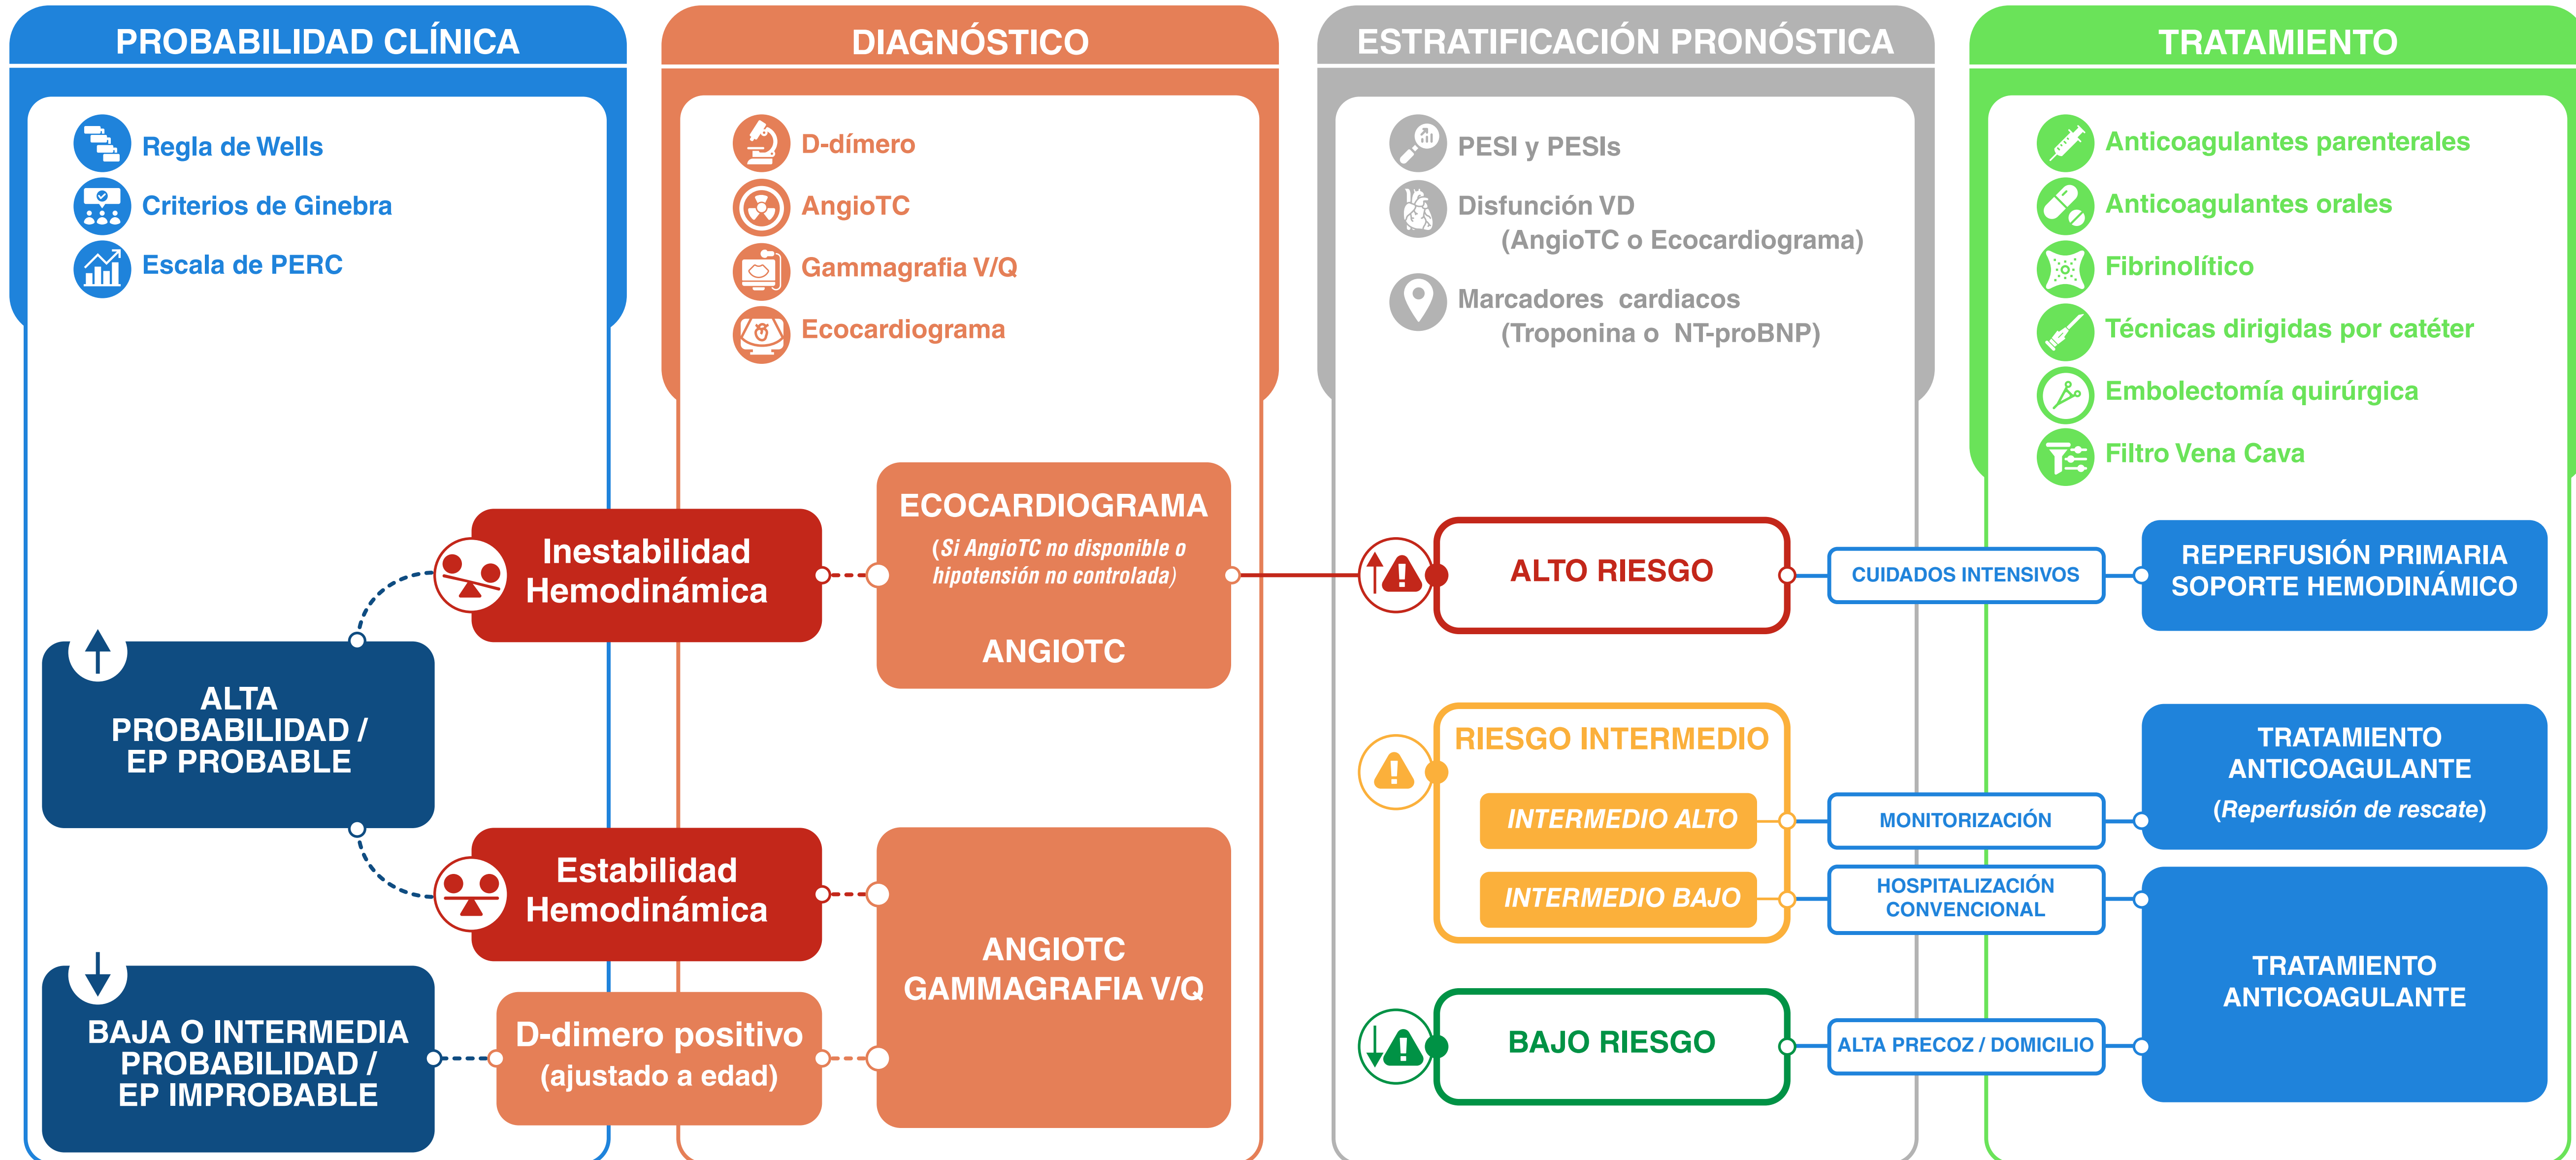 PROBABILIDAD CLÍNICA
Regla de Wells
Criterios de Ginebra
Escala de PERC
DIAGNÓSTICO
D-dímero
AngioTC
Gammagrafia V/Q
Ecocardiograma
ESTRATIFICACIÓN PRONÓSTICA
PESI y PESIs
Disfunción VD
(AngioTC o Ecocardiograma)
Marcadores cardiacos
(Troponina o NT-proBNP)
TRATAMIENTO
Anticoagulantes parenterales
Anticoagulantes orales
Fibrinolítico
Técnicas dirigidas por catéter
Embolectomía quirúrgica
Filtro Vena Cava
ALTA
PROBABILIDAD /
EP PROBABLE
Inestabilidad
Hemodinámica
ECOCARDIOGRAMA
(Si AngioTC no disponible o
hipotensión no controlada)
ANGIOTC
ALTO RIESGO
CUIDADOS INTENSIVOS
REPERFUSIÓN PRIMARIA
SOPORTE HEMODINÁMICO
Estabilidad
Hemodinámica
BAJA O INTERMEDIA
PROBABILIDAD /
EP IMPROBABLE
D-dimero positivo
(ajustado a edad)
ANGIOTC
GAMMAGRAFIA V/Q
RIESGO INTERMEDIO
INTERMEDIO ALTO
MONITORIZACIÓN
TRATAMIENTO
ANTICOAGULANTE
(Reperfusión de rescate)
INTERMEDIO BAJO
HOSPITALIZACIÓN
CONVENCIONAL
BAJO RIESGO
ALTA PRECOZ / DOMICILIO
TRATAMIENTO
ANTICOAGULANTE